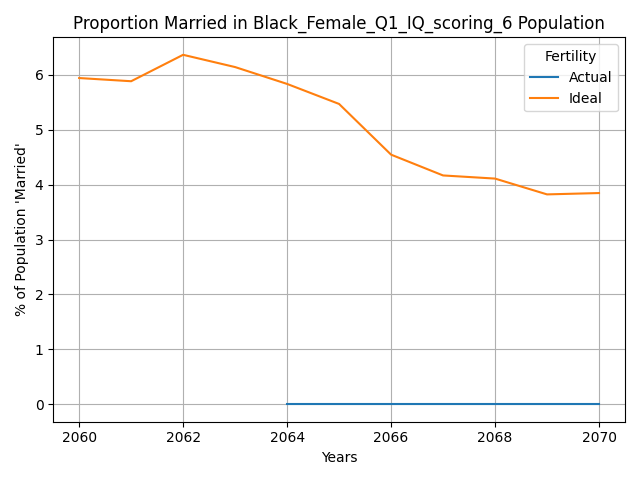 Proportion Married in Black_Female_Q1_IQ_scoring_6 Population
Fertility
Actual
Ideal
% of Population 'Married'
6
5
4
3
2
1
0
2060
2062
2064
2066
2068
2070
Years